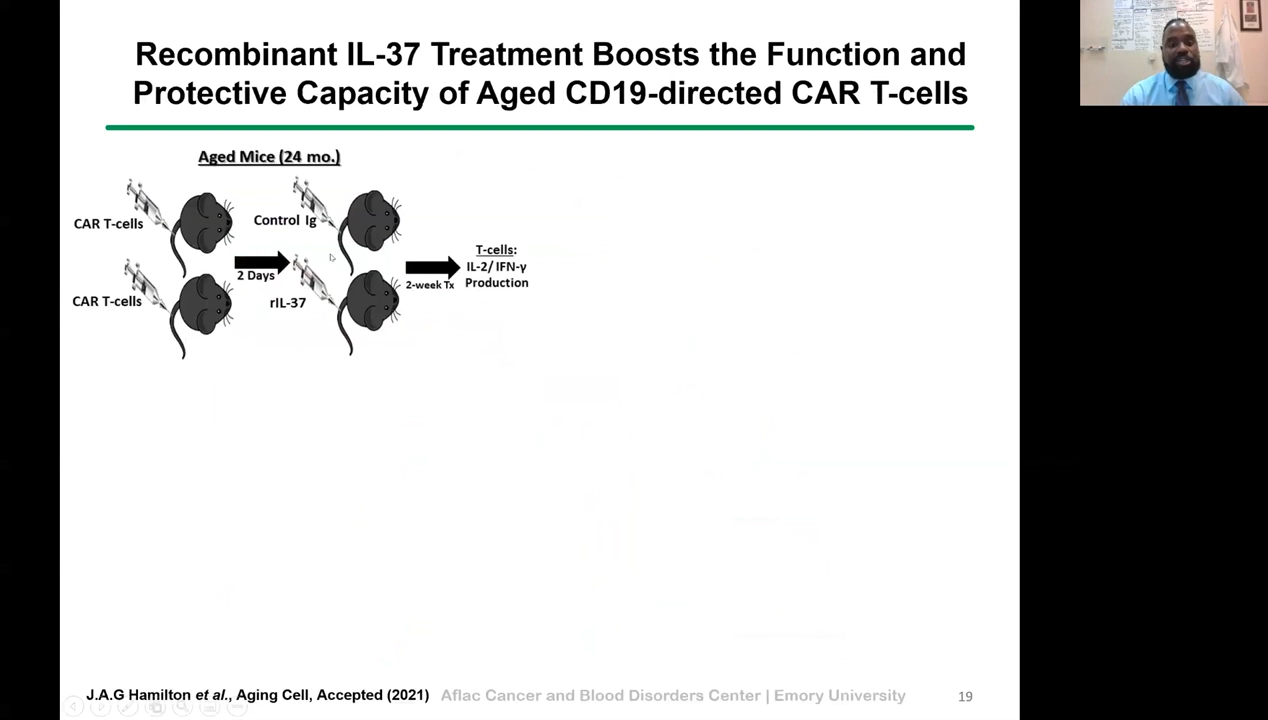 Recombinant IL-37 Treatment Boosts the Function and
Protective Capacity of Aged CD19-directed CAR T-cells
Aged Mice (24 mo.)
CAR T-cells
Control Ig
CAR T-cells
2 Days
rIL-37
2-week Tx
T-cells:
IL-2/ IFN-γ
Production
J.A.G Hamilton et al., Aging Cell, Accepted (2021)
Aflac Cancer and Blood Disorders Center | Emory University
19